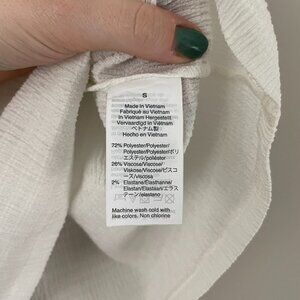 S
Made in Vietnam
Fabriqué au Vietnam
in Vietnam Hergestellt
Vervaardigd in Vietnam
ベトナム製
Hecho en Vietnam
72% Polyester/Polyester/
Polyester/Polyester/ポリ
エステル/poliéster
26% Viscose/Viscose/
Viskose/Viscose/ビスコ
ース/Viscosa
2% Elastane/Elasthanne/
Elastan/Elastaan/エラス
テーン/elastano
Machine wash cold with
like colors. Non chlorine